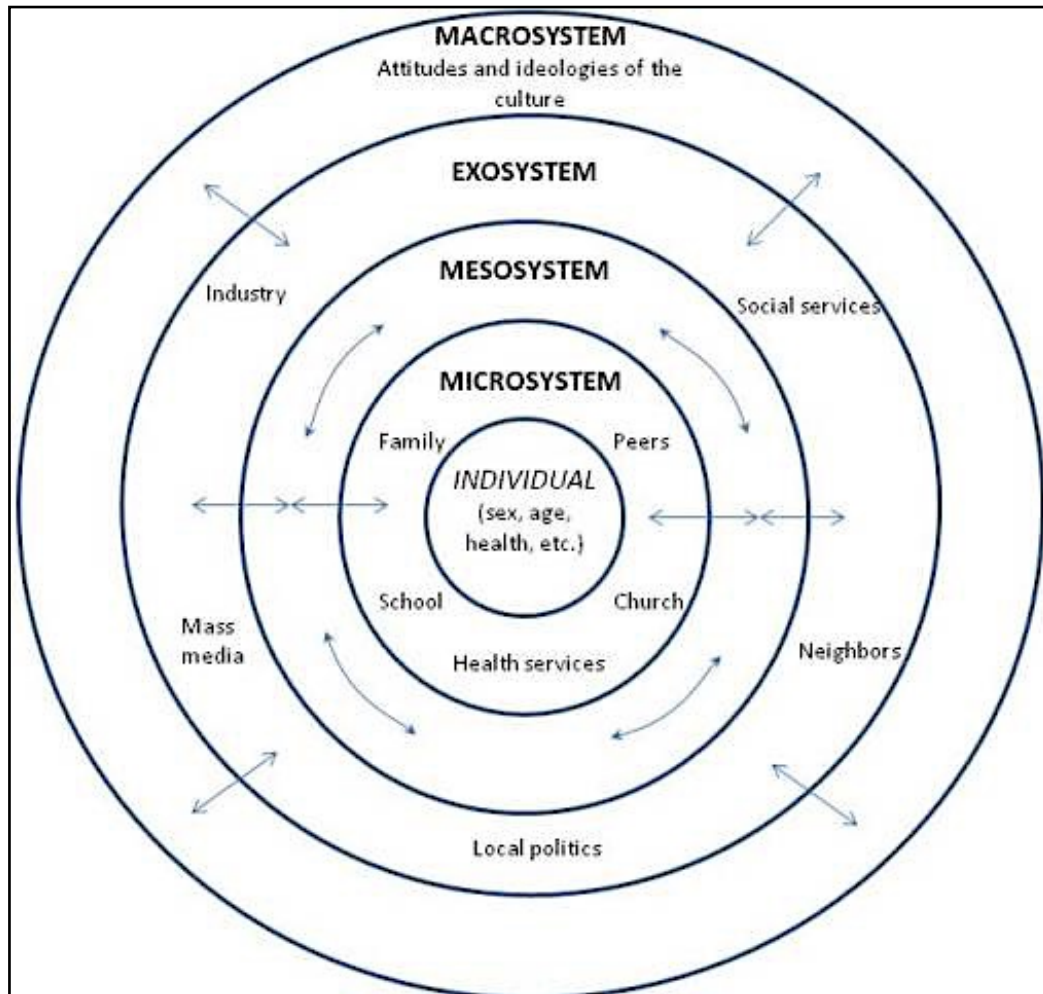 MACROSYSTEM
Attitudes and ideologies of the
culture
EXOSYSTEM
MESOSYSTEM
Industry
Social services
MICROSYSTEM
Family
Peers
INDIVIDUAL
(sex, age,
health, etc.)
School
Church
Mass
media
Health services
Neighbors
Local politics